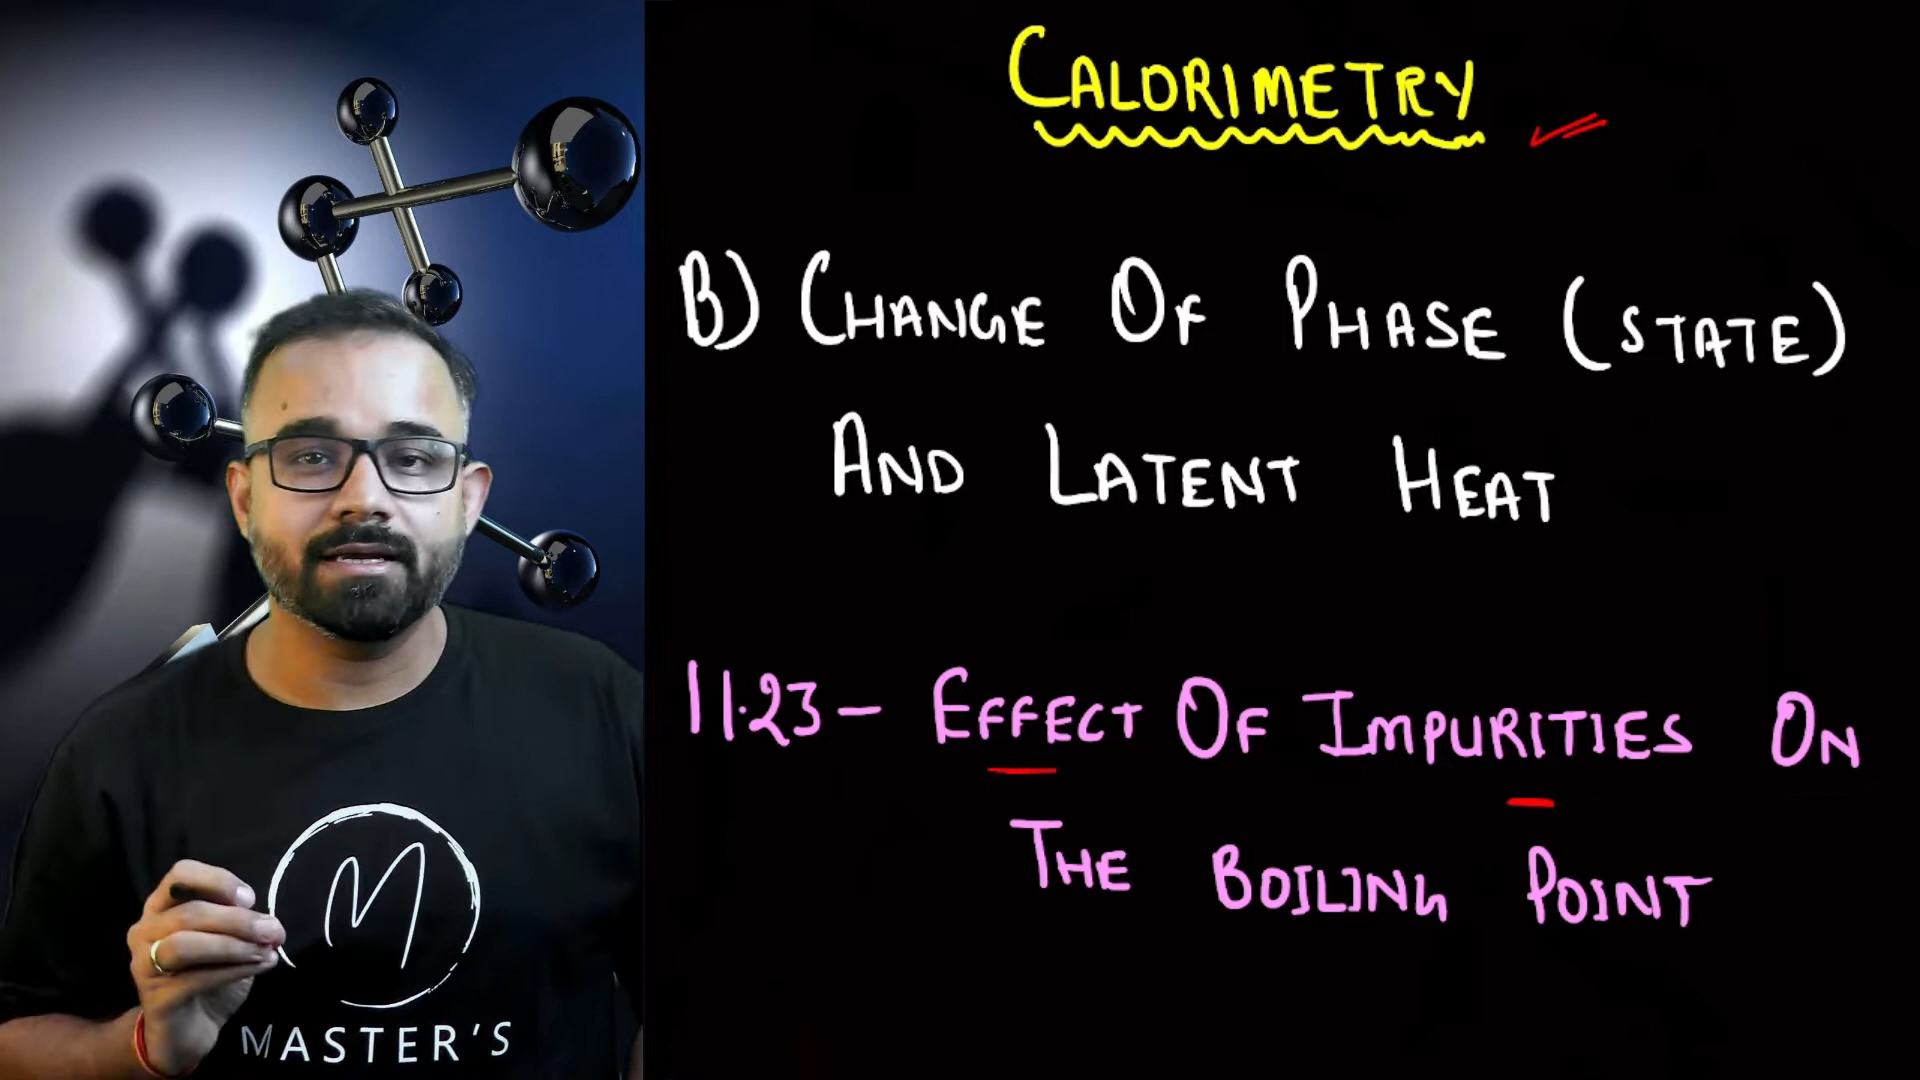 CALORIMETRY
B) CHANGE OF PHASE (STATE)
AND LATENT HEAT
11.23 - EFFECT OF IMPURITIES ON
THE BOILING POINT
M
MASTER'S